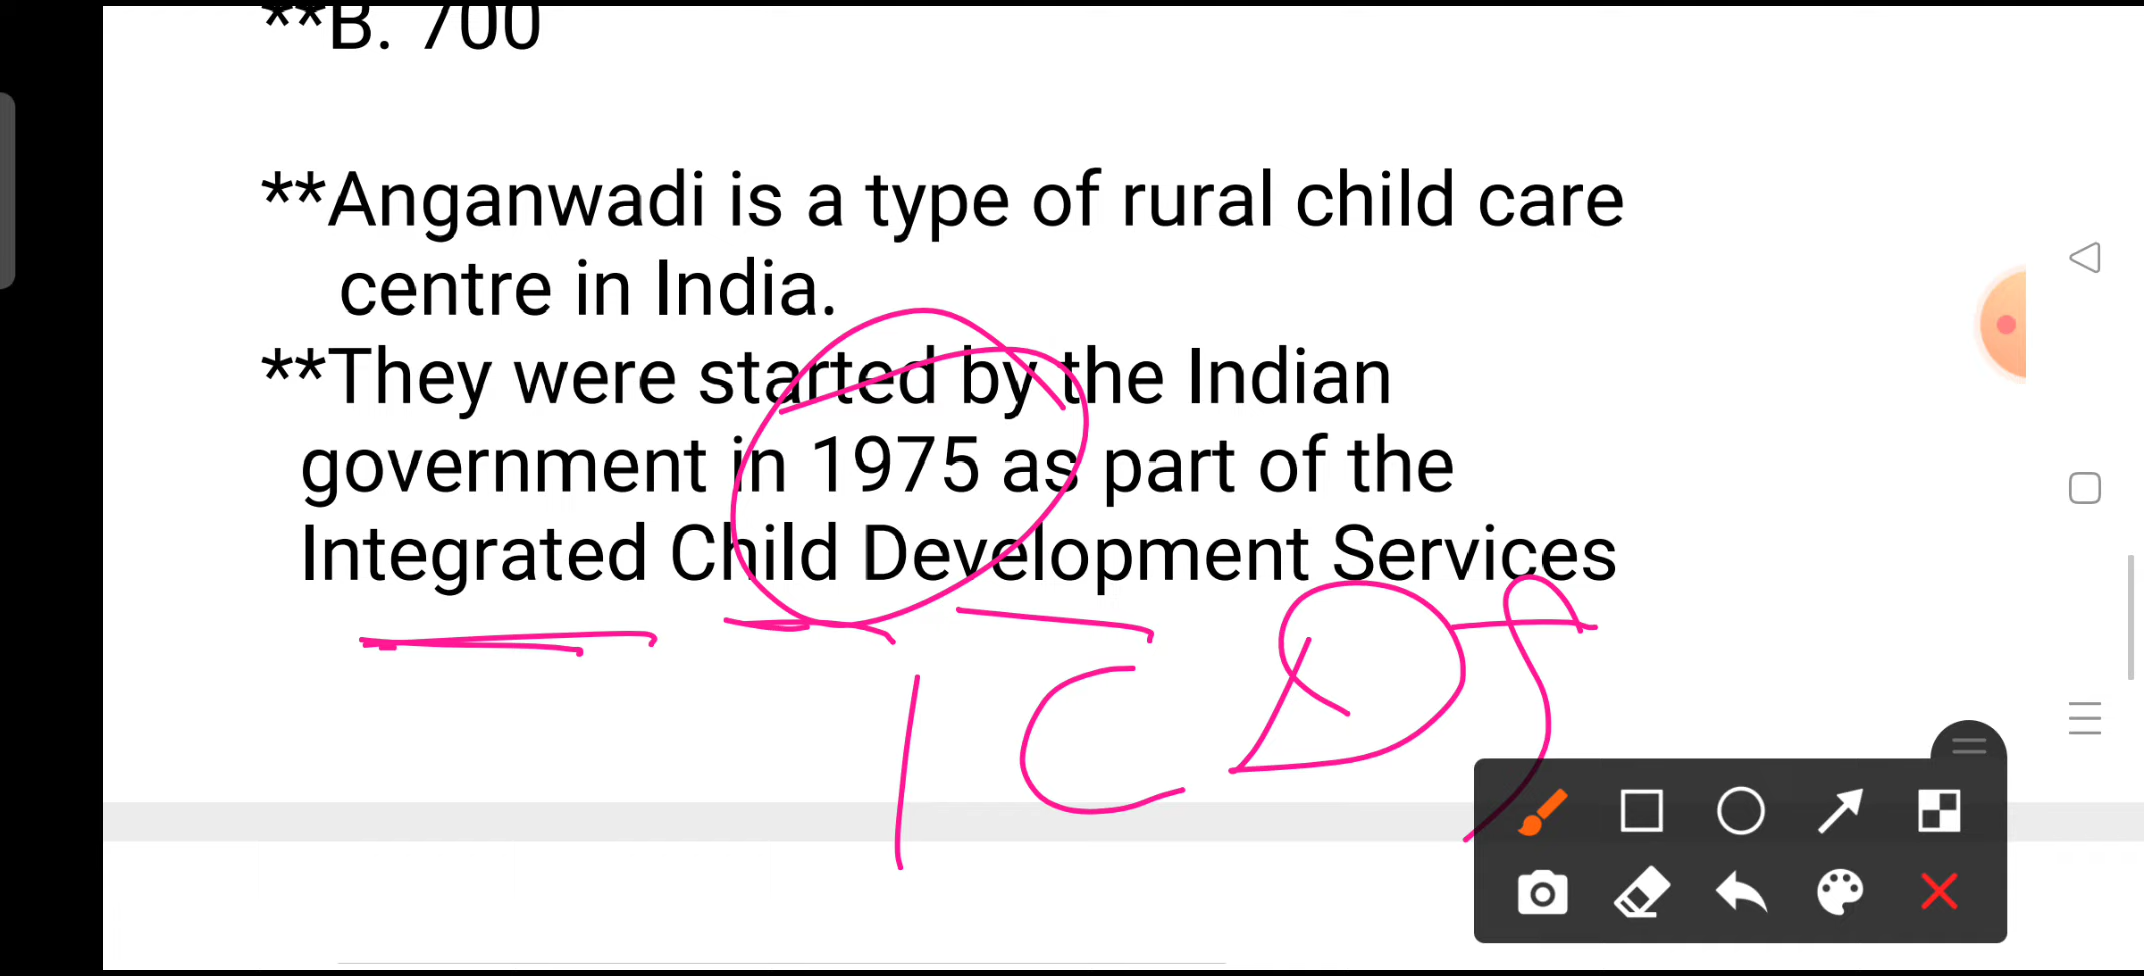 **B. 700
**Anganwadi is a type of rural child care
centre in India.
**They were started by the Indian
government in 1975 as part of the
Integrated Child Development Services
ICDS